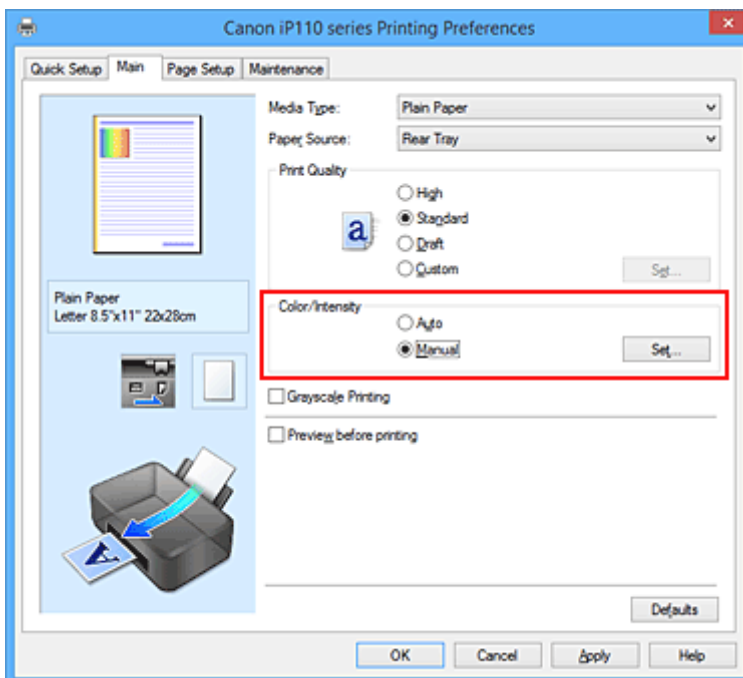 Canon iP110 series Printing Preferences
Quick Setup Main Page Setup Maintenance
Media Type: Plain Paper
Paper Source: Rear Tray
Print Quality
High
a Standard
Draft
Custom Set...
Plain Paper
Letter 8.5"x11" 22x28cm
Color/Intensity
Auto
Manual Set...
Grayscale Printing
Preview before printing
A
Defaults
OK Cancel Apply Help